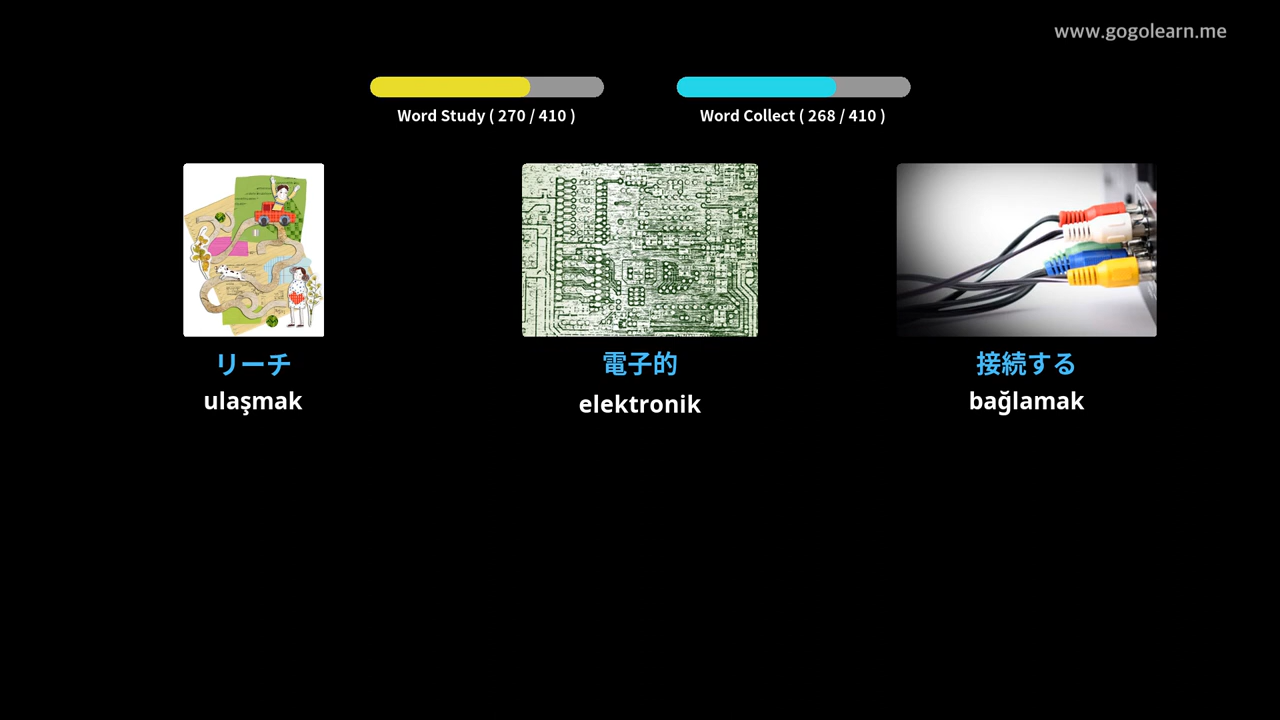 www.gogolearn.me
Word Study ( 270 / 410 )
Word Collect ( 268 / 410 )
リーチ
ulaşmak
電子的
elektronik
接続する
bağlamak